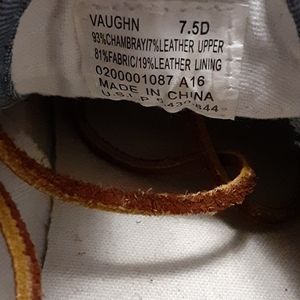 VAUGHN 7.5D
93%CHAMBRAY/7%LEATHER UPPER
81%FABRIC/19%LEATHER LINING
0200001087 A16
MADE IN CHINA
U.S.I.P.